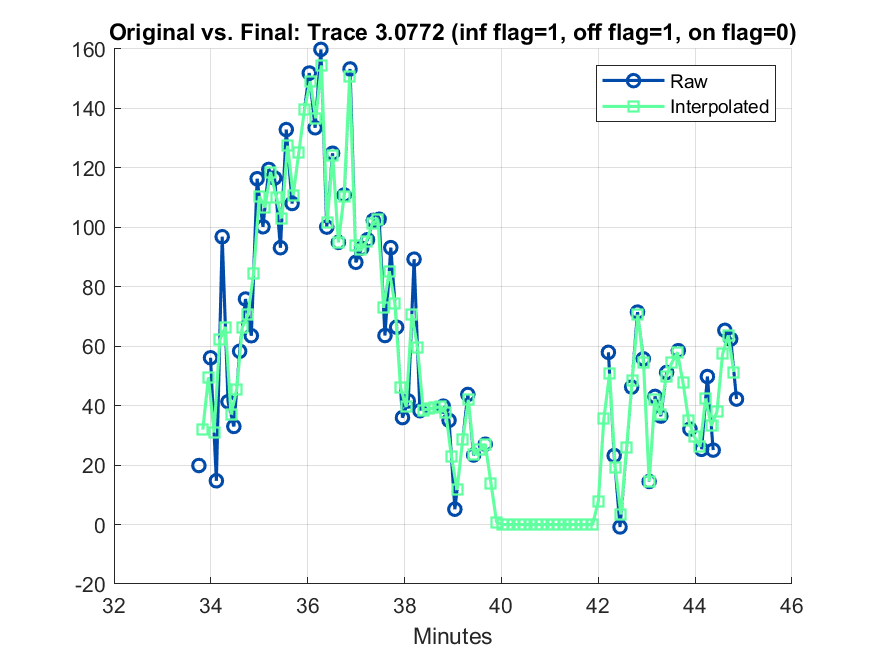 Original vs. Final: Trace 3.0772 (inf flag=1, off flag=1, on flag=0)
160
140
120
100
80
60
40
20
0
-20
Raw
Interpolated
32 34 36 38 40 42 44 46
Minutes